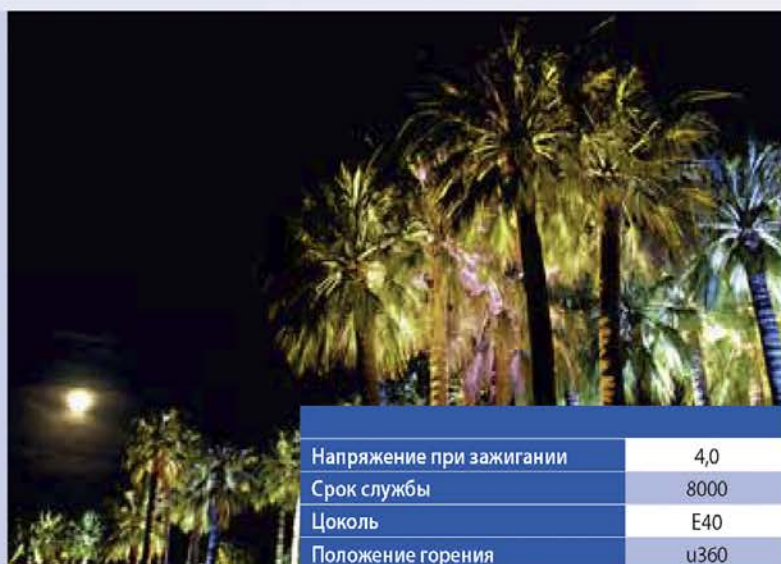 Напряжение при зажигании 4,0
Срок службы 8000
Цоколь E40
Положение горения u360